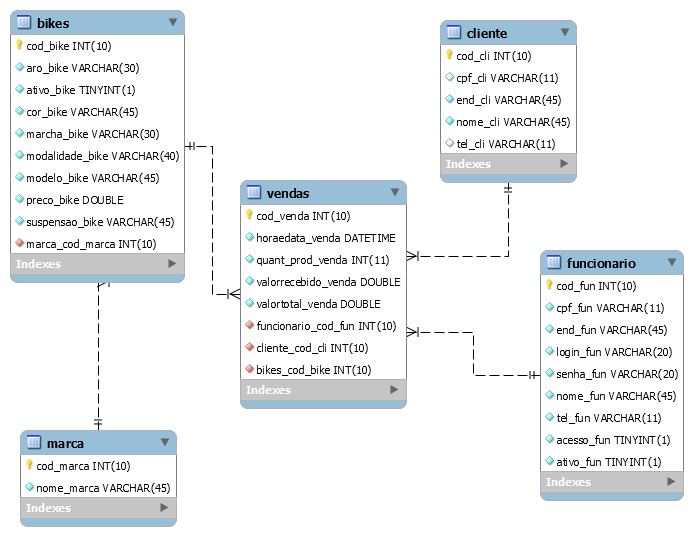 bikes
cod_bike INT(10)
aro_bike VARCHAR(30)
ativo_bike TINYINT(1)
cor_bike VARCHAR(45)
marcha_bike VARCHAR(30)
modalidade_bike VARCHAR(40)
modelo_bike VARCHAR(45)
preco_bike DOUBLE
suspensao_bike VARCHAR(45)
marca_cod_marca INT(10)
Indexes
cliente
cod_cli INT(10)
cpf_cli VARCHAR(11)
end_cli VARCHAR(45)
nome_cli VARCHAR(45)
tel_cli VARCHAR(11)
Indexes
vendas
cod_venda INT(10)
horaedata_venda DATETIME
quant_prod_venda INT(11)
valorrecebido_venda DOUBLE
valortotal_venda DOUBLE
funcionario_cod_fun INT(10)
cliente_cod_cli INT(10)
bikes_cod_bike INT(10)
Indexes
funcionario
cod_fun INT(10)
cpf_fun VARCHAR(11)
end_fun VARCHAR(45)
login_fun VARCHAR(20)
senha_fun VARCHAR(20)
nome_fun VARCHAR(45)
tel_fun VARCHAR(11)
acesso_fun TINYINT(1)
ativo_fun TINYINT(1)
Indexes
marca
cod_marca INT(10)
nome_marca VARCHAR(45)
Indexes